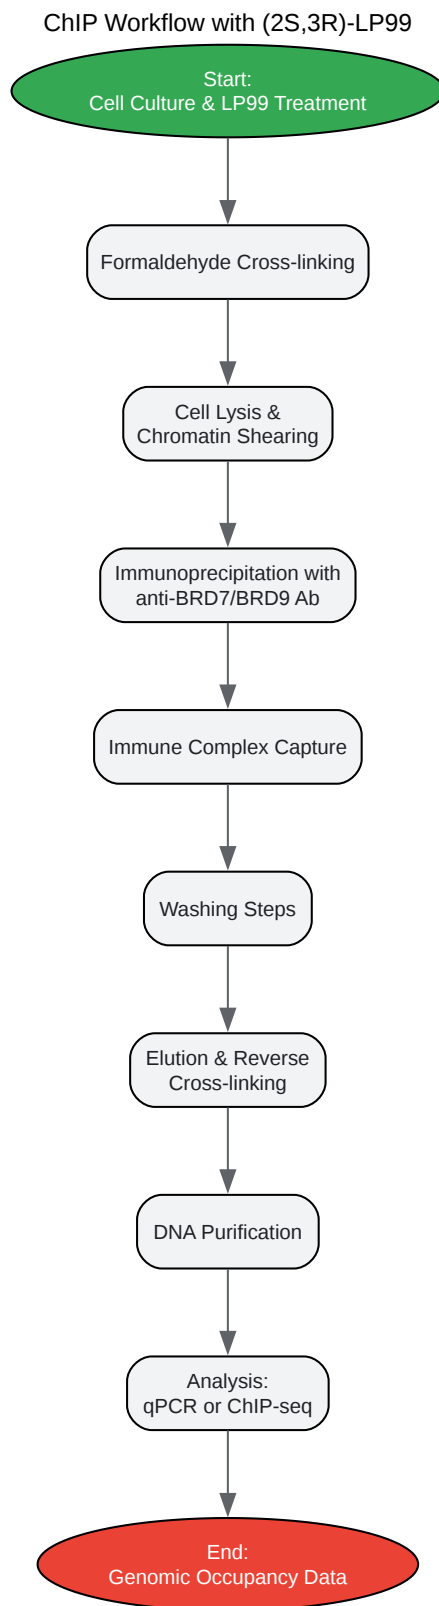 ChIP Workflow with (2S,3R)-LP99
Start:
Cell Culture & LP99 Treatment
Formaldehyde Cross-linking
Cell Lysis &
Chromatin Shearing
Immunoprecipitation with
anti-BRD7/BRD9 Ab
Immune Complex Capture
Washing Steps
Elution & Reverse
Cross-linking
DNA Purification
Analysis:
qPCR or ChIP-seq
End:
Genomic Occupancy Data